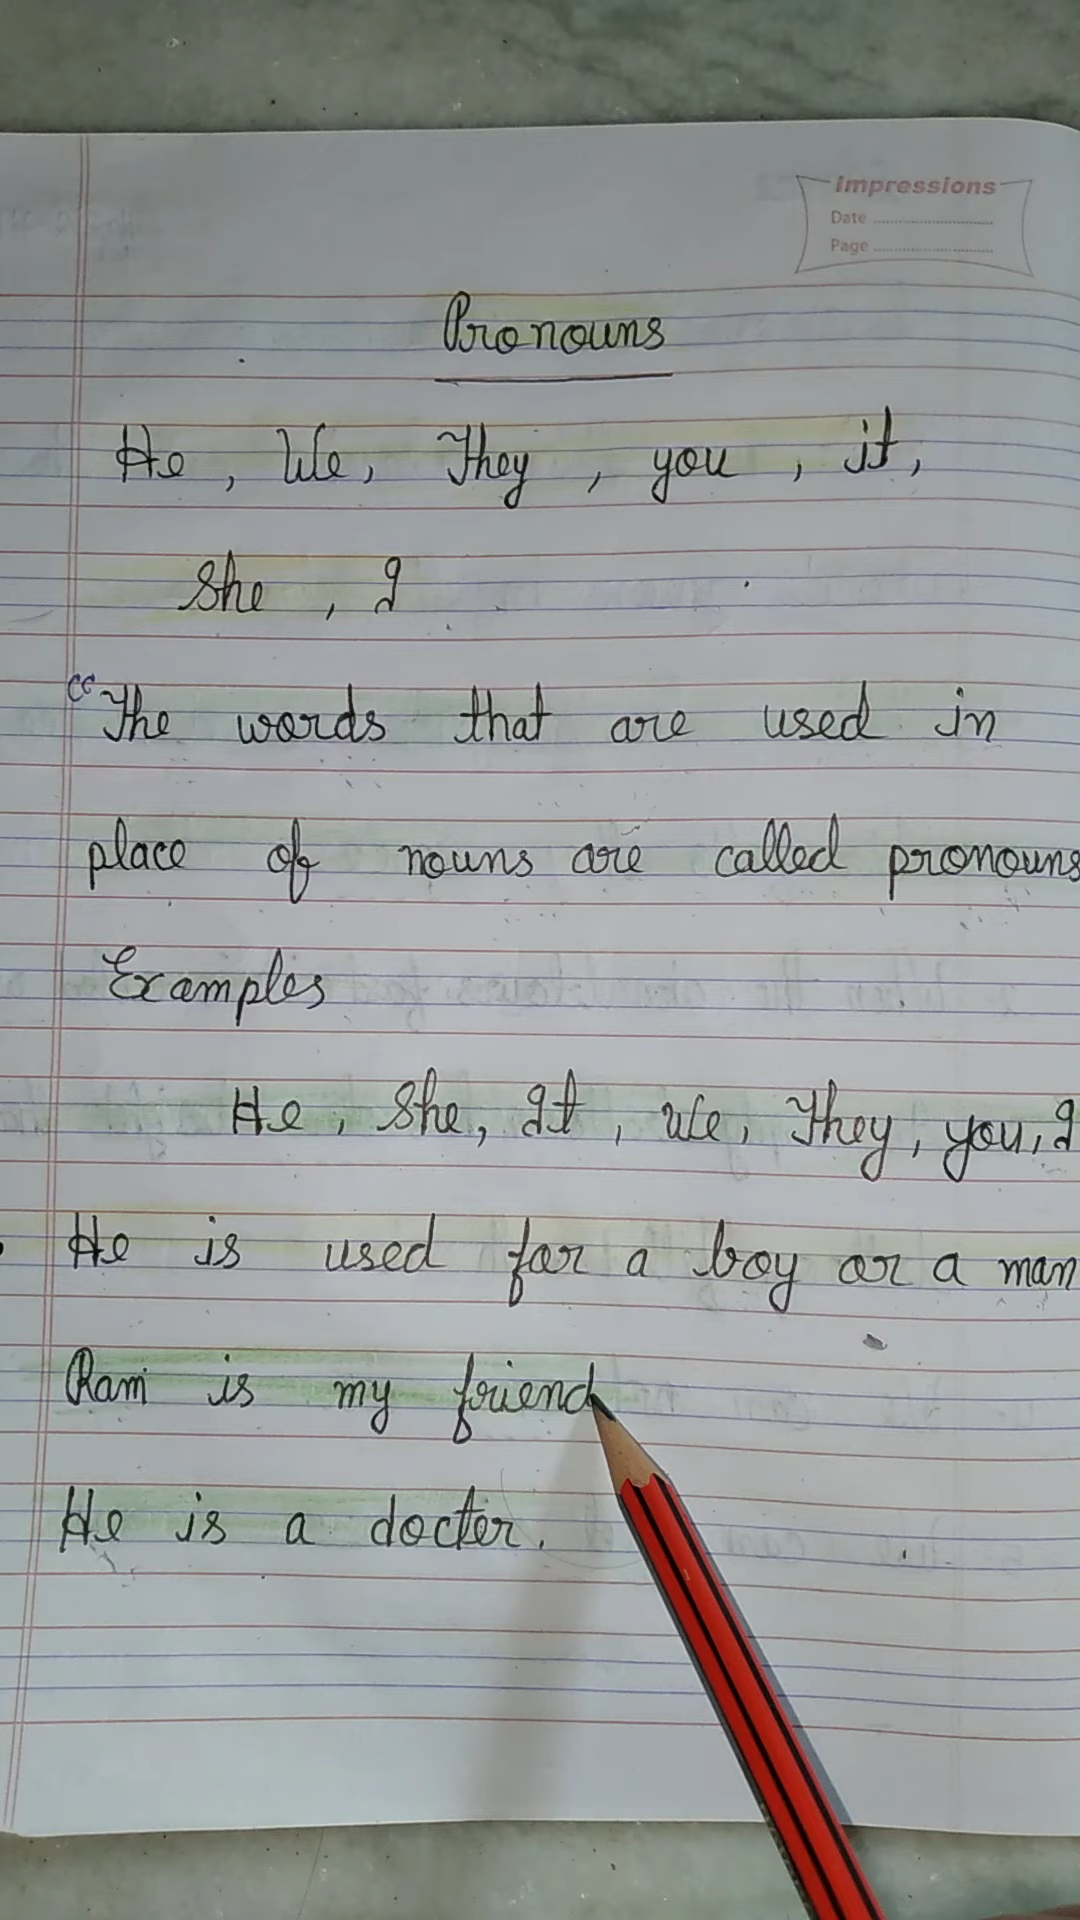 Impressions
Date
Page
Pronouns
He, We, They, you, it,
She, I
“The words that are used in
place of nouns are called pronouns
Examples
He, She, It, We, They, you, I
He is used for a boy or a man
Ram is my friend
He is a docter.